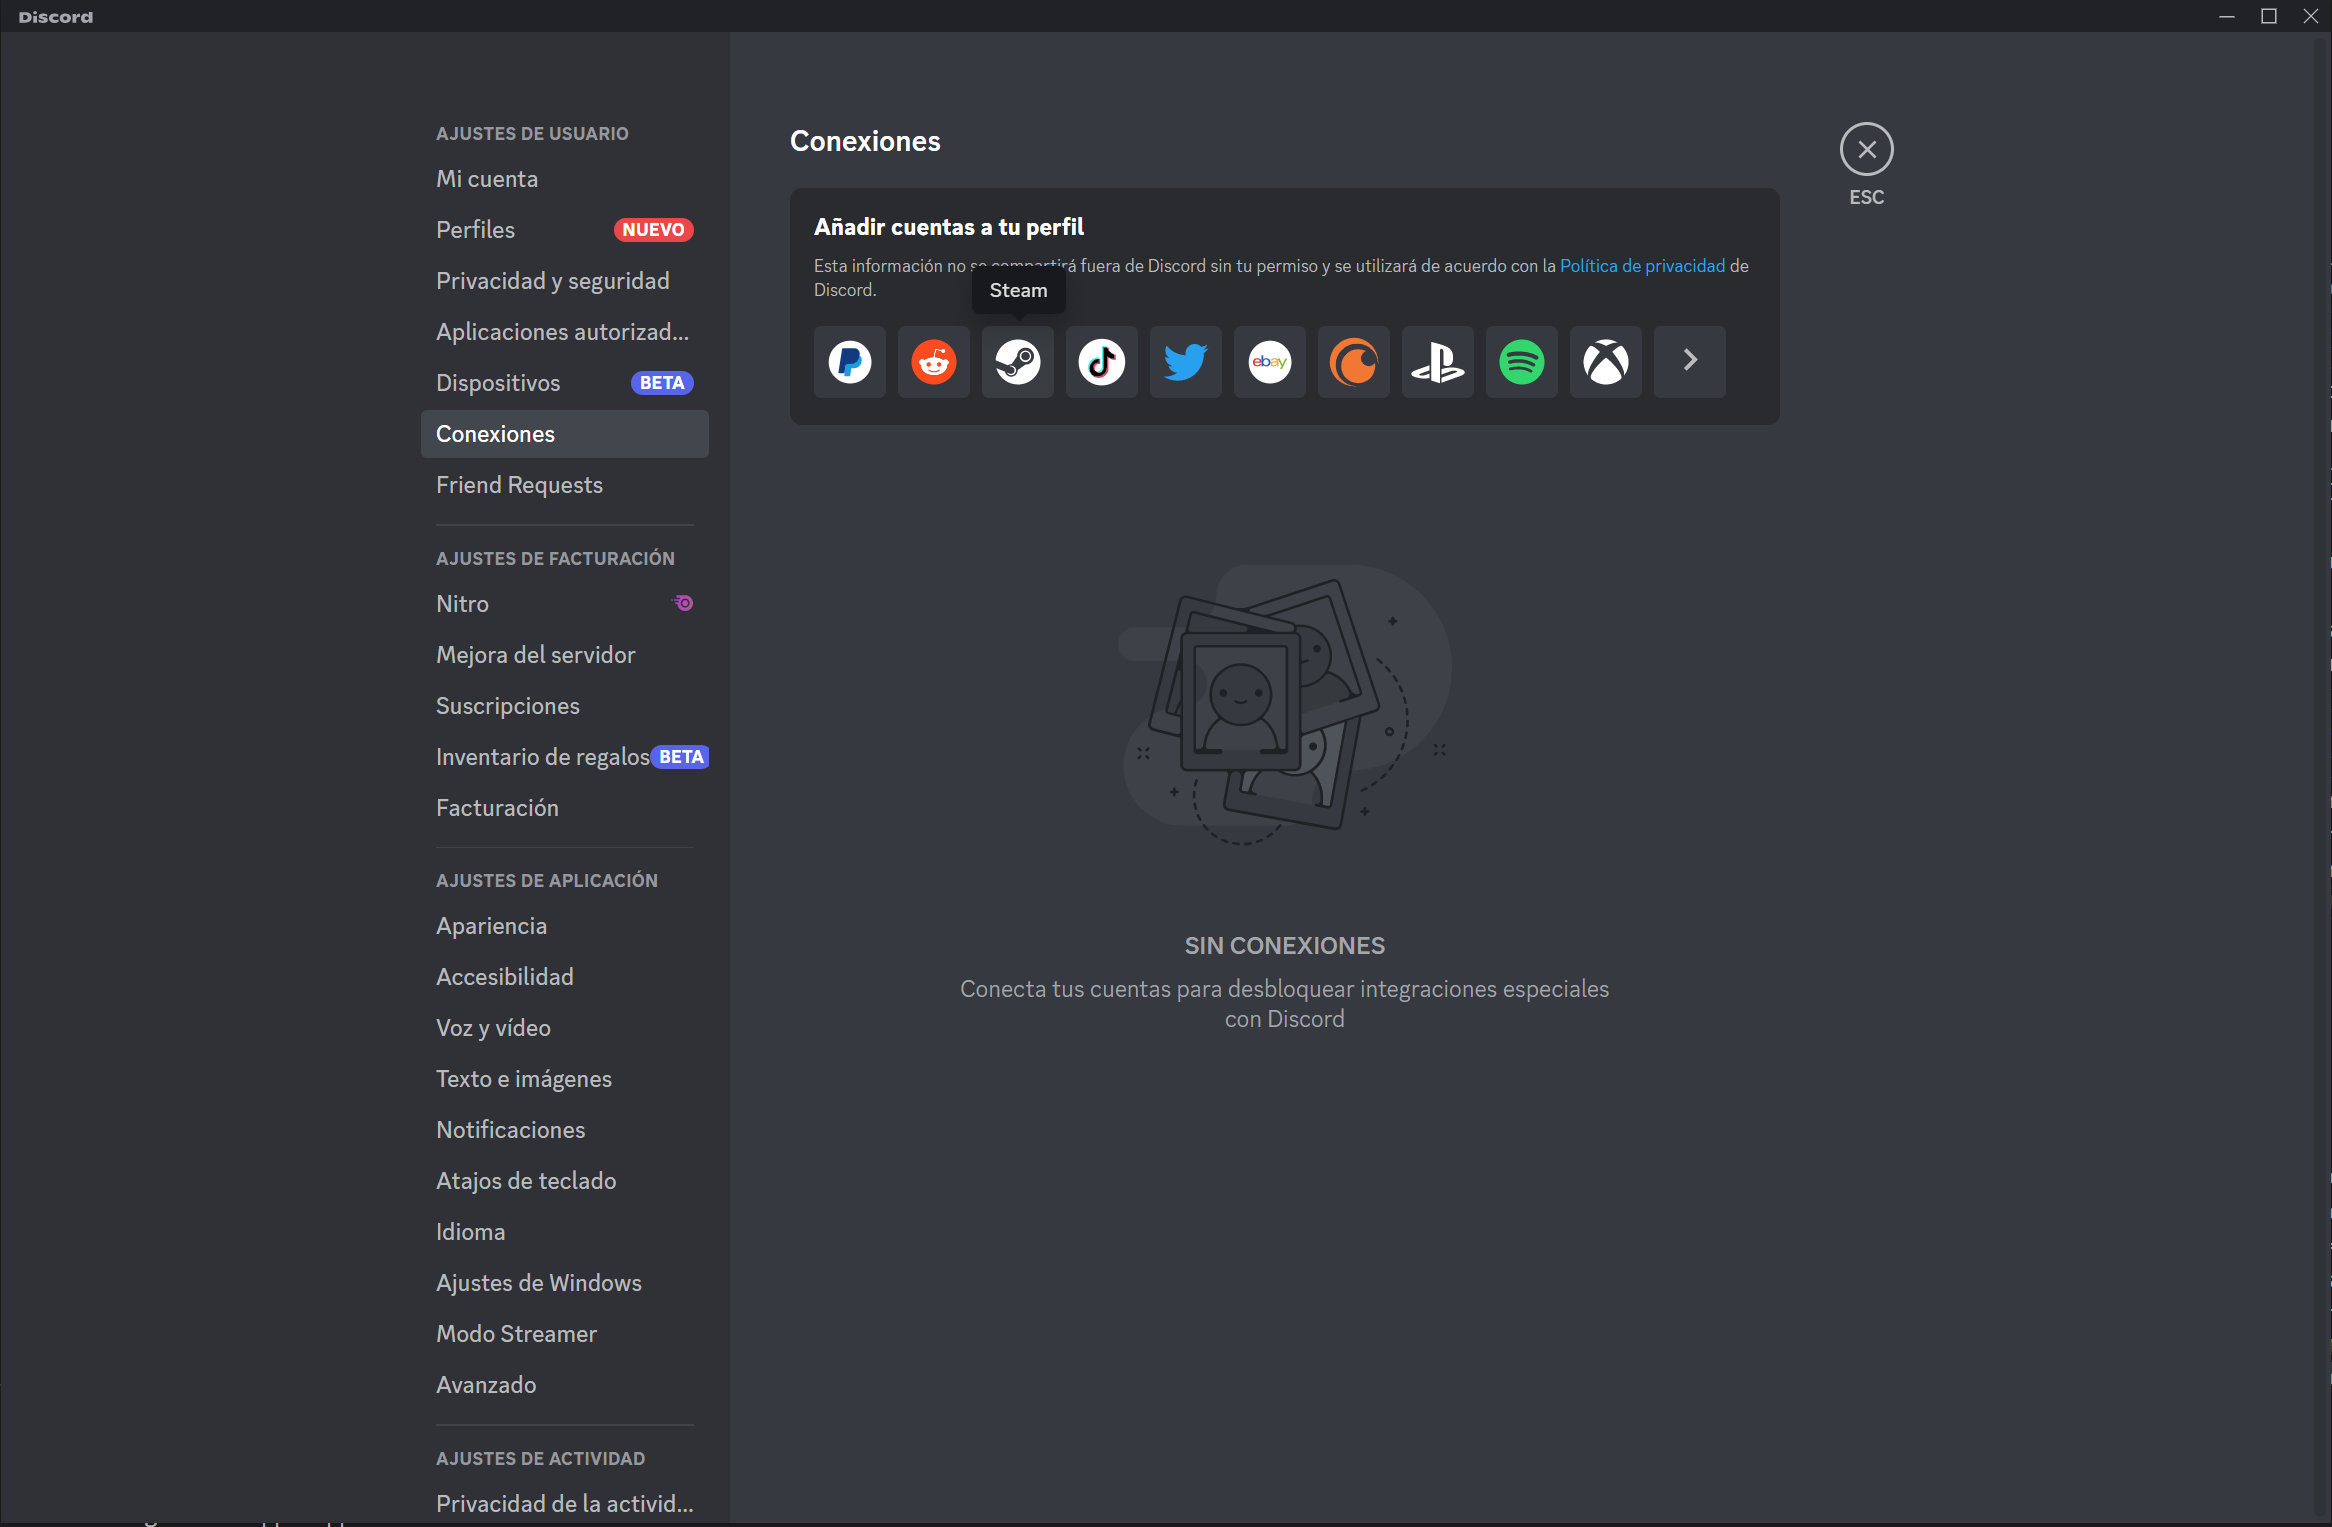 Discord
AJUSTES DE USUARIO
Mi cuenta
Perfiles NUEVO
Privacidad y seguridad
Aplicaciones autorizad...
Dispositivos BETA
Conexiones
Friend Requests
AJUSTES DE FACTURACIÓN
Nitro
Mejora del servidor
Suscripciones
Inventario de regalos BETA
Facturación
AJUSTES DE APLICACIÓN
Apariencia
Accesibilidad
Voz y vídeo
Texto e imágenes
Notificaciones
Atajos de teclado
Idioma
Ajustes de Windows
Modo Streamer
Avanzado
AJUSTES DE ACTIVIDAD
Privacidad de la activid...
Conexiones
ESC
Añadir cuentas a tu perfil
Esta información no se compartirá fuera de Discord sin tu permiso y se utilizará de acuerdo con la Política de privacidad de
Discord.
Steam
ebay
SIN CONEXIONES
Conecta tus cuentas para desbloquear integraciones especiales
con Discord